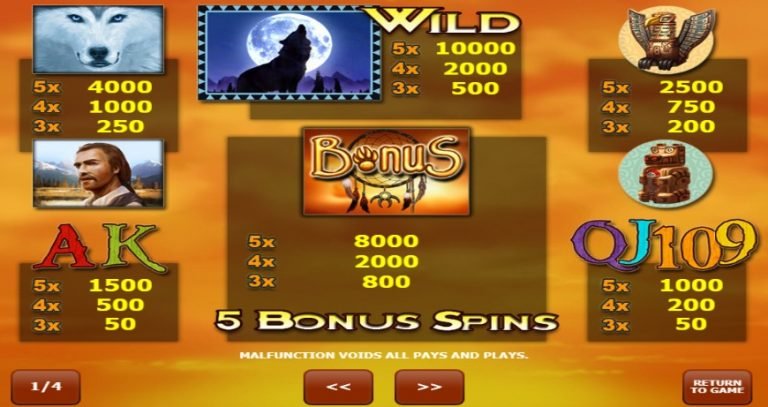 WILD
5x 10000
4x 2000
3x 500
5x 4000
4x 1000
3x 250
5x 2500
4x 750
3x 200
BONUS
5x 8000
4x 2000
3x 800
5 BONUS SPINS
AK
5x 1500
4x 500
3x 50
QJ109
5x 1000
4x 200
3x 50
MALFUNCTION VOIDS ALL PAYS AND PLAYS.
1/4
<<
>>
RETURN
TO GAME